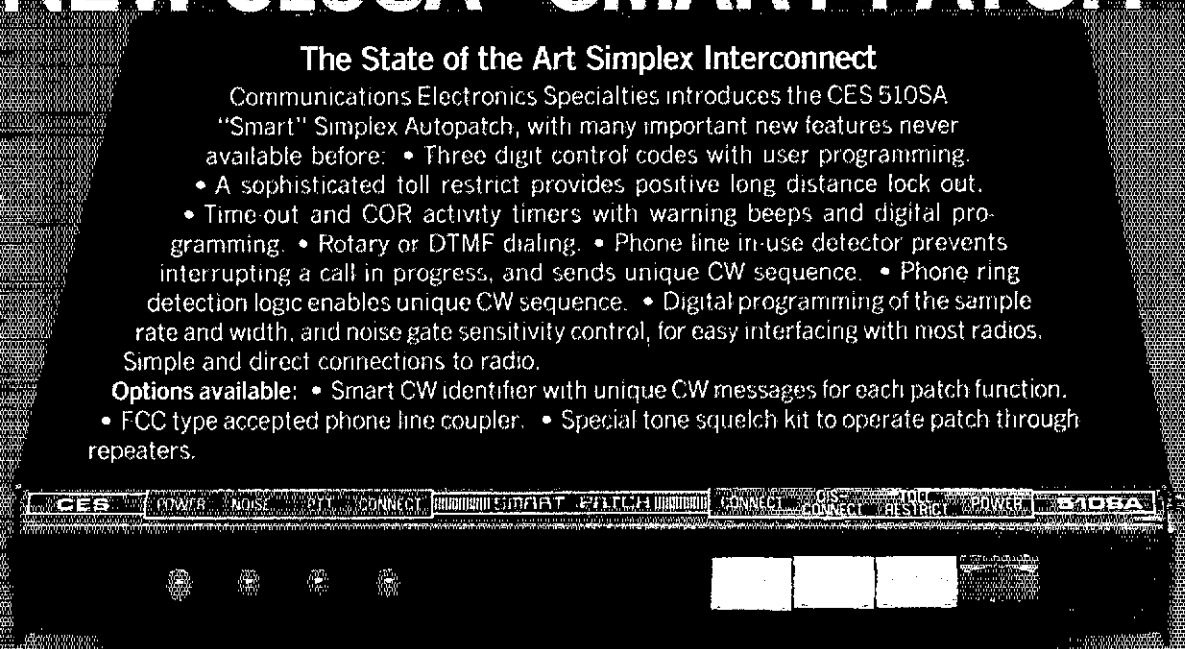 NEW 510SA "SMART PATCH"
The State of the Art Simplex Interconnect
Communications Electronics Specialties introduces the CES 510SA
"Smart" Simplex Autopatch, with many important new features never
available before: • Three digit control codes with user programming.
• A sophisticated toll restrict provides positive long distance lock out.
• Time-out and COR activity timers with warning beeps and digital pro-
gramming. • Rotary or DTMF dialing. • Phone line in-use detector prevents
interrupting a call in progress, and sends unique CW sequence. • Phone ring
detection logic enables unique CW sequence. • Digital programming of the sample
rate and width, and noise gate sensitivity control, for easy interfacing with most radios.
Simple and direct connections to radio.
Options available: • Smart CW identifier with unique CW messages for each patch function.
• FCC type accepted phone line coupler. • Special tone squelch kit to operate patch through
repeaters.
CES POWER NOISE PTT CONNECT SMART PATCH CONNECT DIS-CONNECT TOLL RESTRICT POWER 510SA